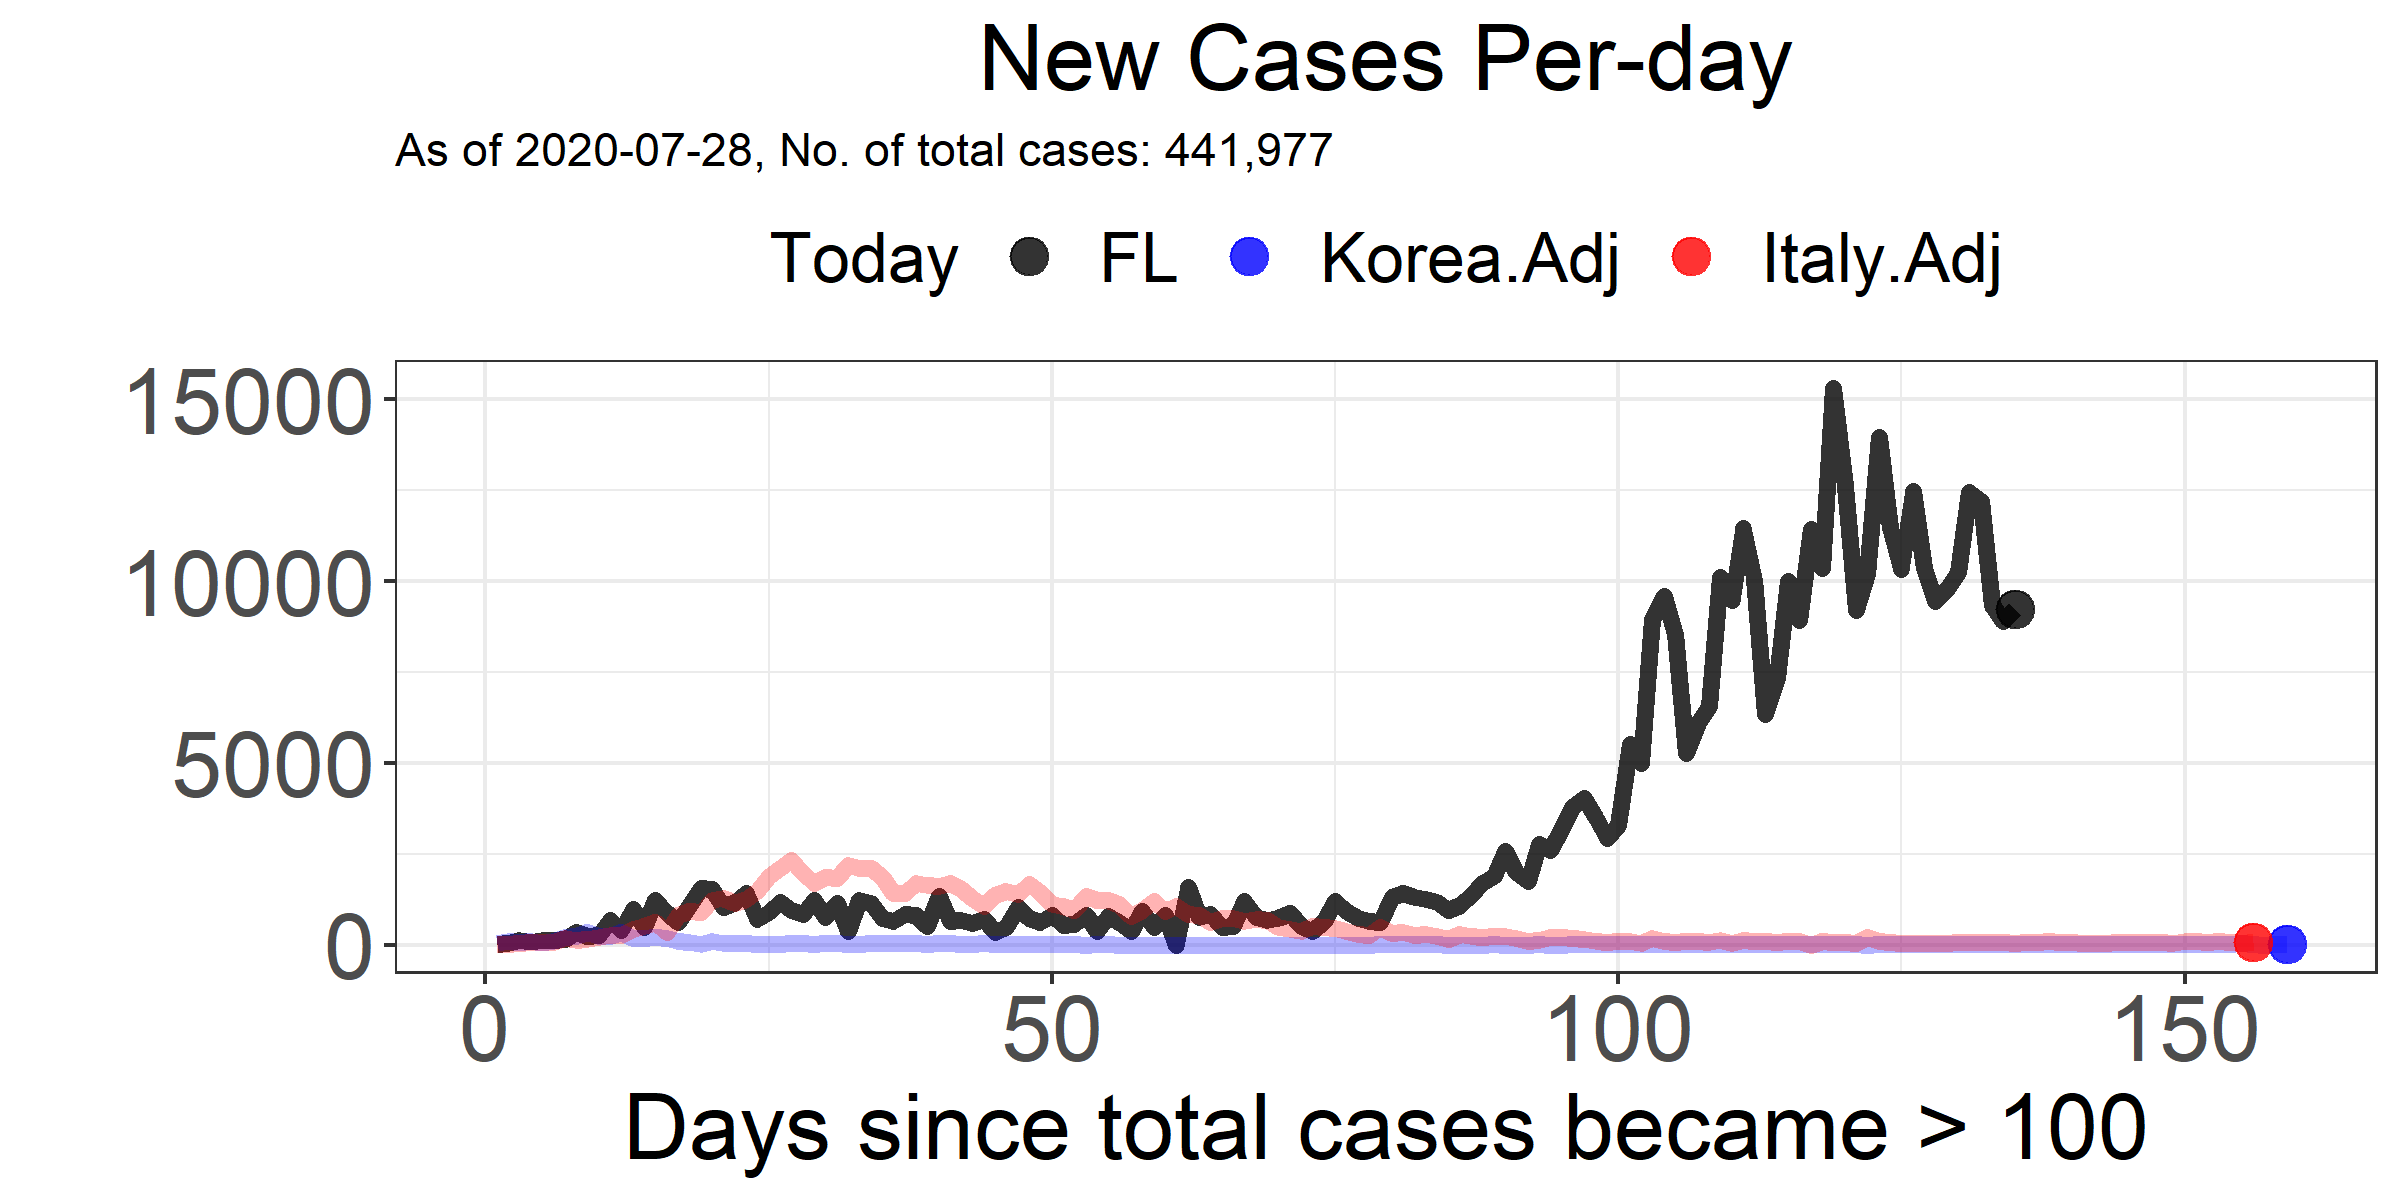 New Cases Per-day
As of 2020-07-28, No. of total cases: 441,977
Today FL Korea.Adj Italy.Adj
15000
10000
5000
0
0 50 100 150
Days since total cases became > 100